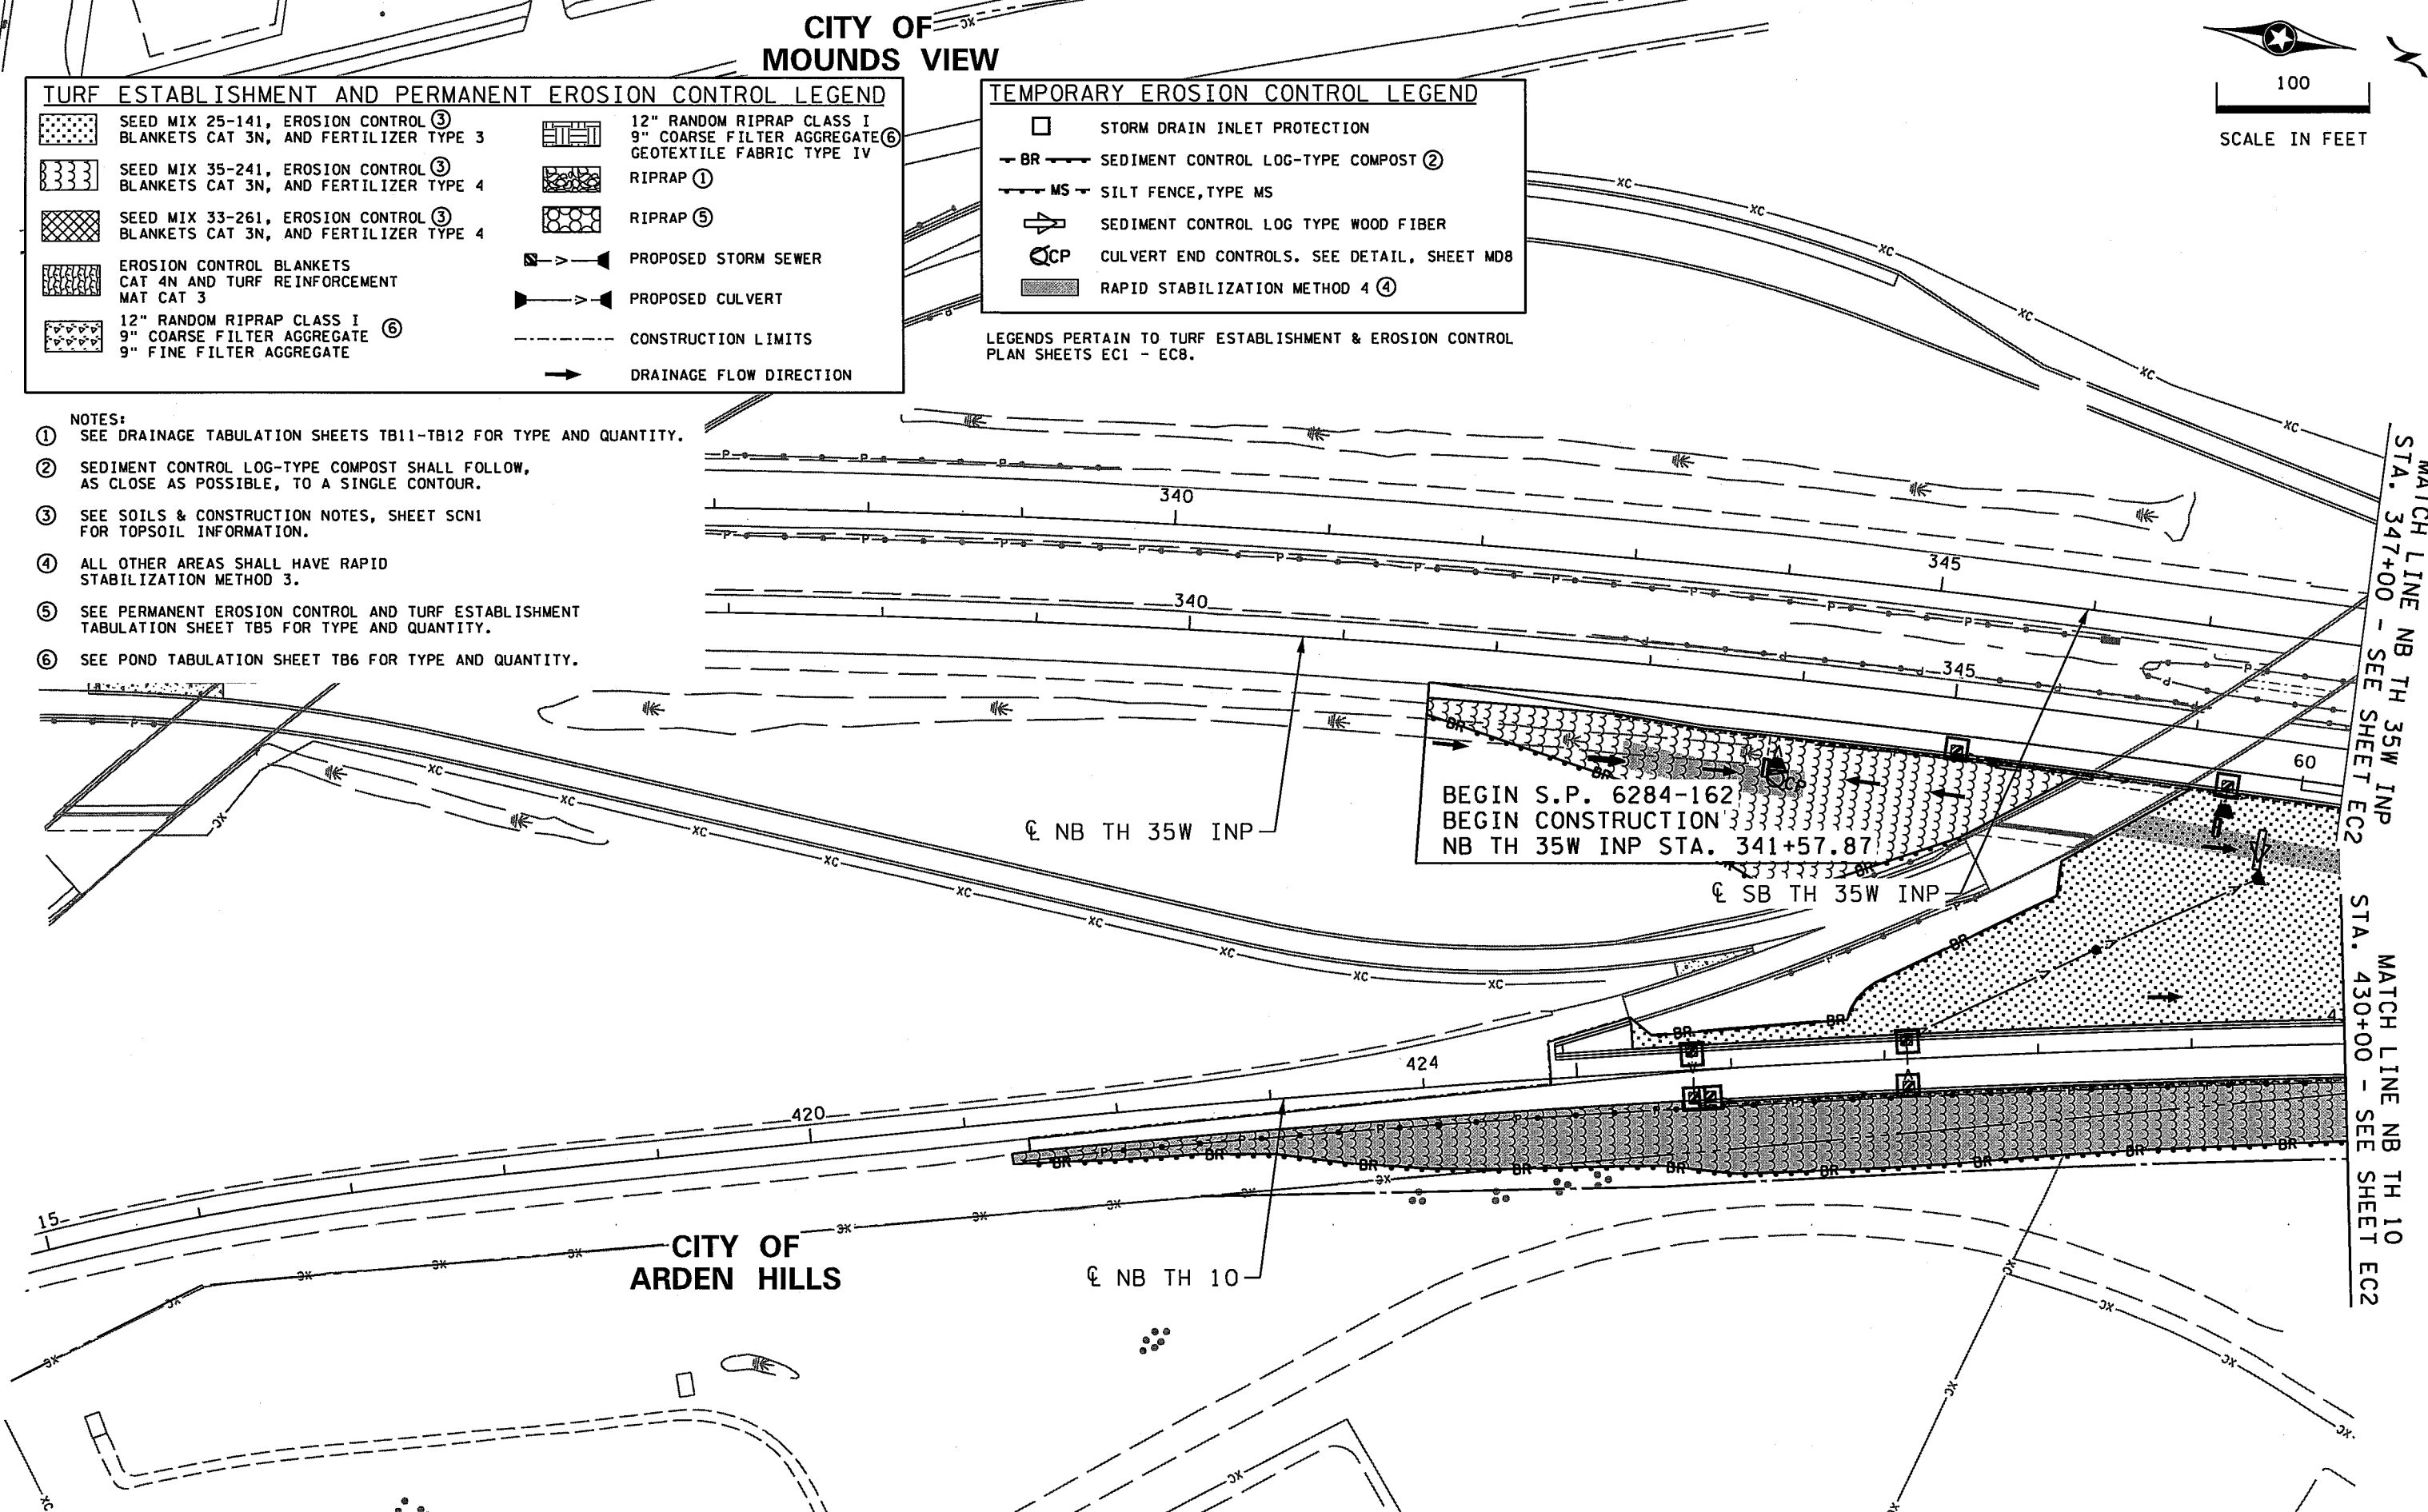 CITY OF
MOUNDS VIEW
100
SCALE IN FEET
TURF ESTABLISHMENT AND PERMANENT EROSION CONTROL LEGEND
SEED MIX 25-141, EROSION CONTROL ③
BLANKETS CAT 3N, AND FERTILIZER TYPE 3
SEED MIX 35-241, EROSION CONTROL ③
BLANKETS CAT 3N, AND FERTILIZER TYPE 4
SEED MIX 33-261, EROSION CONTROL ③
BLANKETS CAT 3N, AND FERTILIZER TYPE 4
EROSION CONTROL BLANKETS
CAT 4N AND TURF REINFORCEMENT
MAT CAT 3
12" RANDOM RIPRAP CLASS I
9" COARSE FILTER AGGREGATE ⑥
9" FINE FILTER AGGREGATE
12" RANDOM RIPRAP CLASS I
9" COARSE FILTER AGGREGATE ⑥
GEOTEXTILE FABRIC TYPE IV
RIPRAP ①
RIPRAP ⑤
PROPOSED STORM SEWER
PROPOSED CULVERT
CONSTRUCTION LIMITS
DRAINAGE FLOW DIRECTION
TEMPORARY EROSION CONTROL LEGEND
STORM DRAIN INLET PROTECTION
BR SEDIMENT CONTROL LOG-TYPE COMPOST ②
MS SILT FENCE, TYPE MS
SEDIMENT CONTROL LOG TYPE WOOD FIBER
CP CULVERT END CONTROLS. SEE DETAIL, SHEET MD8
RAPID STABILIZATION METHOD 4 ④
LEGENDS PERTAIN TO TURF ESTABLISHMENT & EROSION CONTROL
PLAN SHEETS EC1 - EC8.
NOTES:
① SEE DRAINAGE TABULATION SHEETS TB11-TB12 FOR TYPE AND QUANTITY.
② SEDIMENT CONTROL LOG-TYPE COMPOST SHALL FOLLOW,
AS CLOSE AS POSSIBLE, TO A SINGLE CONTOUR.
③ SEE SOILS & CONSTRUCTION NOTES, SHEET SCN1
FOR TOPSOIL INFORMATION.
④ ALL OTHER AREAS SHALL HAVE RAPID
STABILIZATION METHOD 3.
⑤ SEE PERMANENT EROSION CONTROL AND TURF ESTABLISHMENT
TABULATION SHEET TB5 FOR TYPE AND QUANTITY.
⑥ SEE POND TABULATION SHEET TB6 FOR TYPE AND QUANTITY.
340
345
340
345
60
MATCH LINE NB TH 35W INP
STA. 347+00 - SEE SHEET EC2
BEGIN S.P. 6284-162
BEGIN CONSTRUCTION
NB TH 35W INP STA. 341+57.87
CP
℄ NB TH 35W INP
℄ SB TH 35W INP
MATCH LINE NB TH 10
STA. 430+00 - SEE SHEET EC2
424
420
15
CITY OF
ARDEN HILLS
℄ NB TH 10